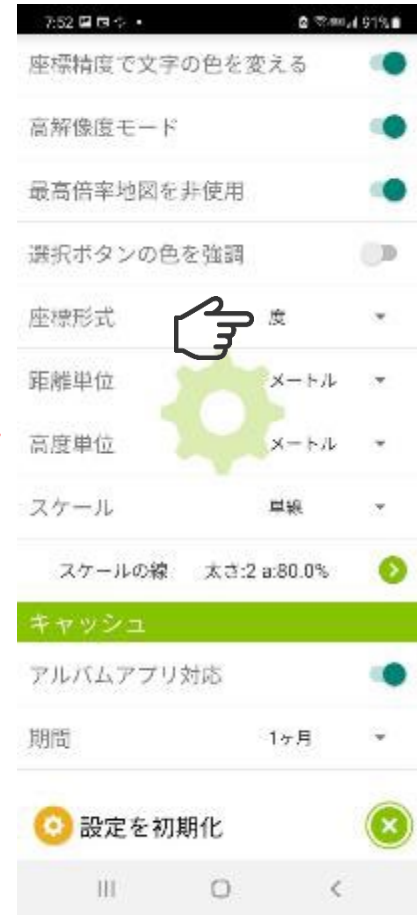 7:52 91%
座標精度で文字の色を変える
高解像度モード
最高倍率地図を非使用
選択ボタンの色を強調
座標形式 度
距離単位 メートル
高度単位 メートル
スケール 単線
スケールの線 太さ:2 a:80.0%
キャッシュ
アルバムアプリ対応
期間 1ヶ月
設定を初期化